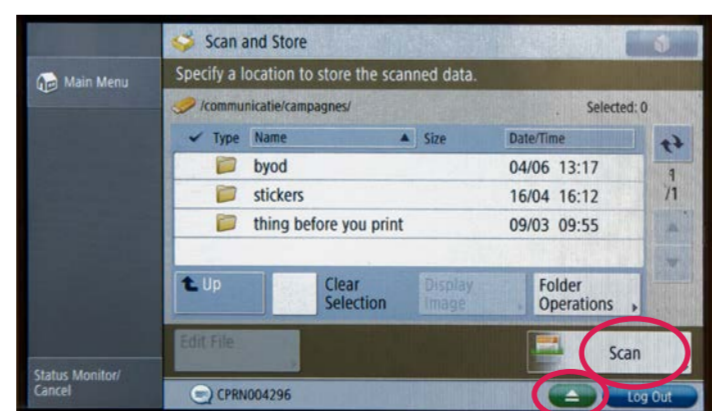 Scan and Store
Main Menu
Specify a location to store the scanned data.
/communicatie/campagnes/ Selected: 0
Type Name Size Date/Time
byod 04/06 13:17
stickers 16/04 16:12
thing before you print 09/03 09:55
1
/1
Up
Clear
Selection
Display
Image
Folder
Operations
Edit File
Scan
Status Monitor/
Cancel
CPRN004296
Log Out